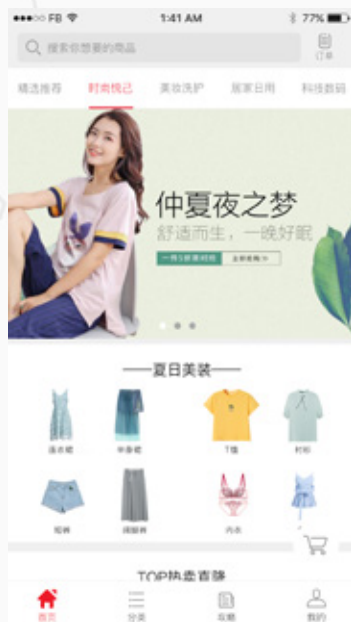 FB 1:41 AM 77%
搜索你想要的商品
订单
精选推荐 时尚悦己 美妆洗护 居家日用 科技数码
仲夏夜之梦
舒适而生，一晚好眠
夏日美装
连衣裙 半身裙 T恤 衬衫
短裤 阔腿裤 内衣
TOP热卖直降
首页 分类 攻略 我的